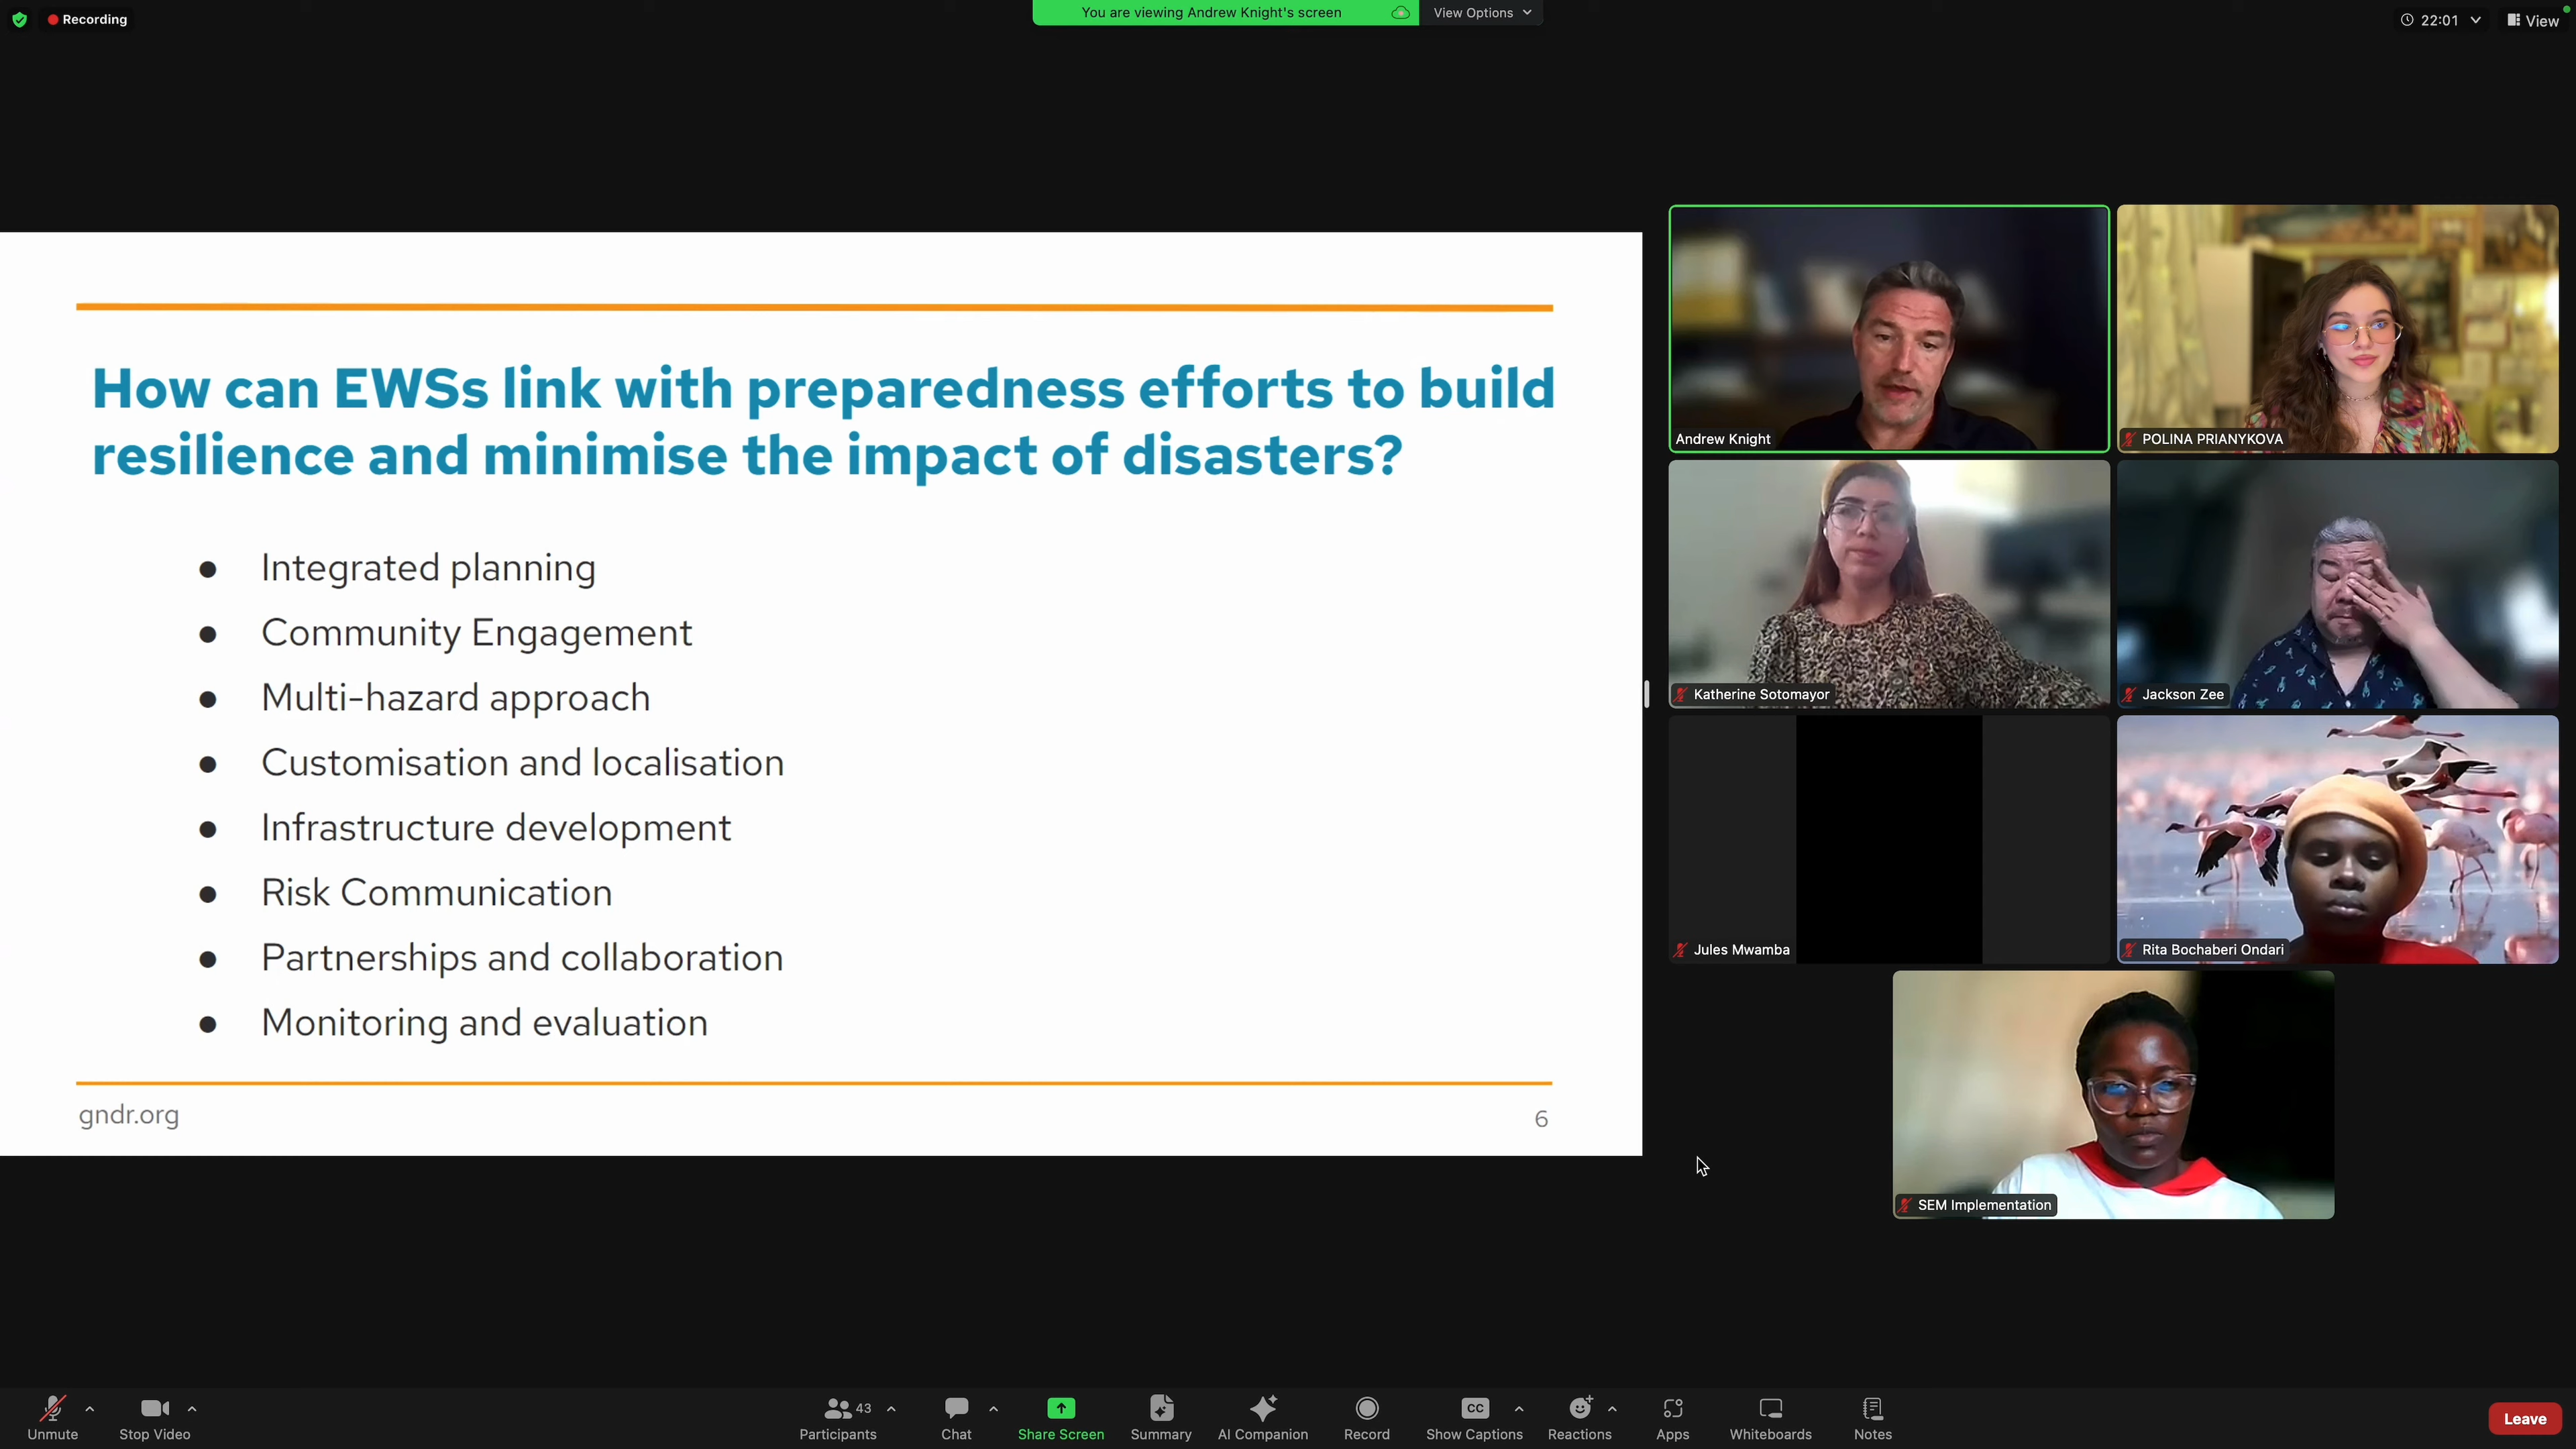 Recording
You are viewing Andrew Knight's screen
View Options
22:01
View
How can EWSs link with preparedness efforts to build
resilience and minimise the impact of disasters?
● Integrated planning
● Community Engagement
● Multi-hazard approach
● Customisation and localisation
● Infrastructure development
● Risk Communication
● Partnerships and collaboration
● Monitoring and evaluation
gndr.org
6
Andrew Knight
POLINA PRIANYKOVA
Katherine Sotomayor
Jackson Zee
Jules Mwamba
Rita Bochaberi Ondari
SEM Implementation
Unmute
Stop Video
43
Participants
Chat
Share Screen
Summary
AI Companion
Record
CC
Show Captions
Reactions
Apps
Whiteboards
Notes
Leave